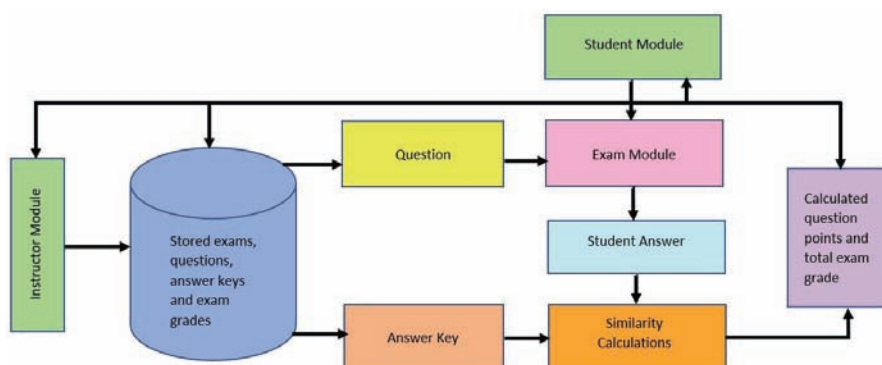 Student Module
Question
Exam Module
Instructor Module
Stored exams,
questions,
answer keys
and exam
grades
Student Answer
Calculated
question
points and
total exam
grade
Answer Key
Similarity
Calculations